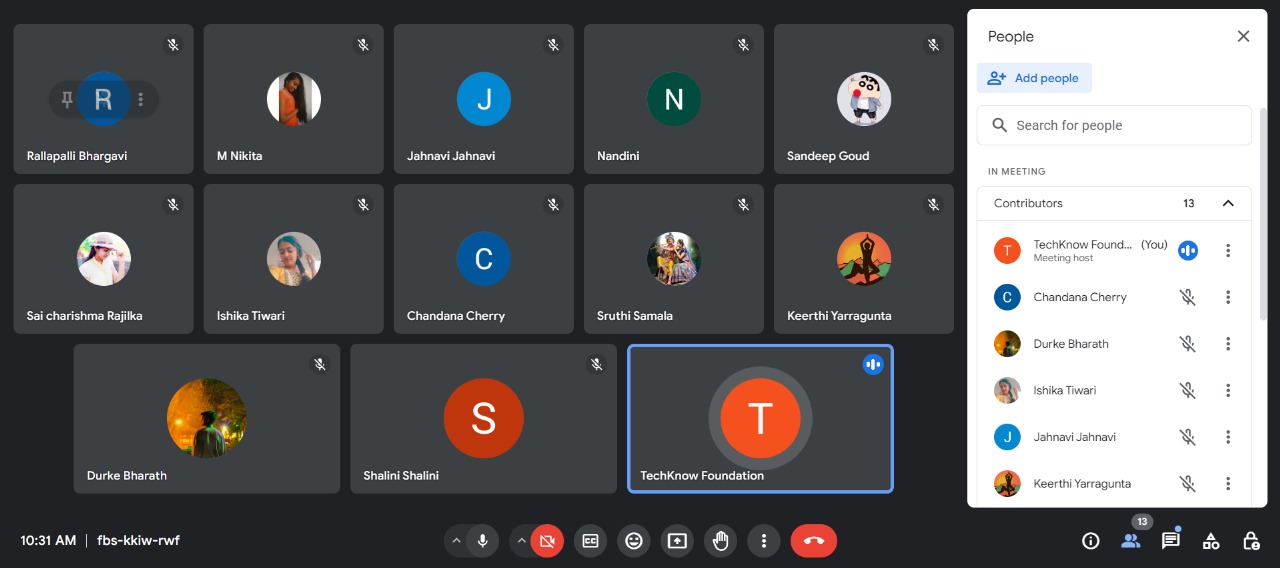 R
Rallapalli Bhargavi
M Nikita
J
Jahnavi Jahnavi
N
Nandini
Sandeep Goud
Sai charishma Rajilka
Ishika Tiwari
C
Chandana Cherry
Sruthi Samala
Keerthi Yarragunta
Durke Bharath
S
Shalini Shalini
T
TechKnow Foundation
People
Add people
Search for people
IN MEETING
Contributors 13
T
TechKnow Found... (You)
Meeting host
C Chandana Cherry
Durke Bharath
Ishika Tiwari
J Jahnavi Jahnavi
Keerthi Yarragunta
10:31 AM | fbs-kkiw-rwf
CC
13